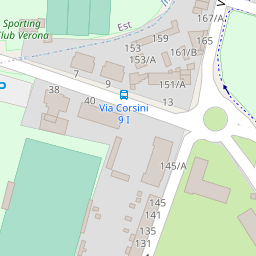 Sporting
Club Verona
Est
167/A
159
153
165
153/A
161/B
7
9
151/A
38
40
13
Via Corsini
9 I
145/A
145
141
135
131